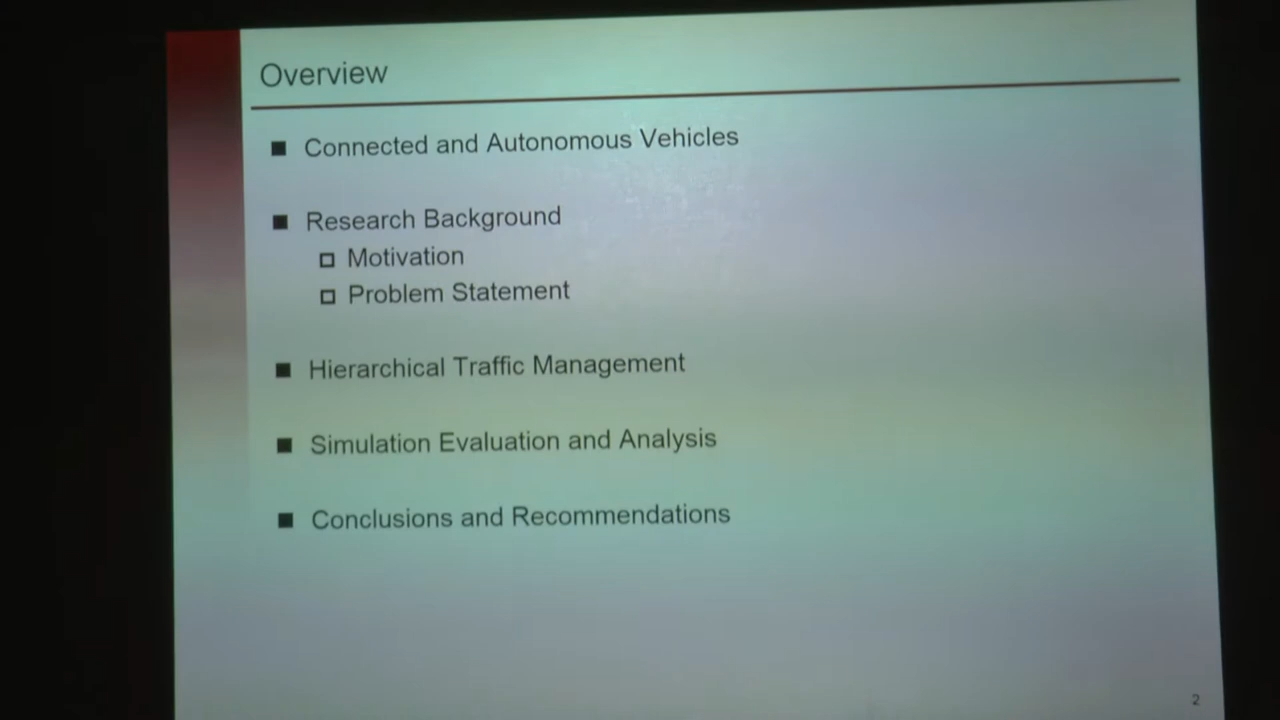 Overview
Connected and Autonomous Vehicles
Research Background
Motivation
Problem Statement
Hierarchical Traffic Management
Simulation Evaluation and Analysis
Conclusions and Recommendations
2